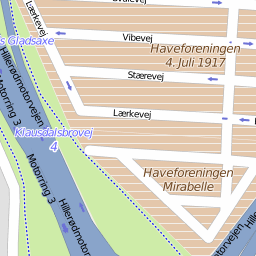 Lærkevej
Vibevej
s Gladsaxe
Haveforeningen
4. Juli 1917
Stærevej
Hillerødmotorvejen
Motorring 3
Lærkevej
Klausdalsbrovej
4
Haveforeningen
Mirabelle
Motorring 3
Hillerødmotor
otorvejen